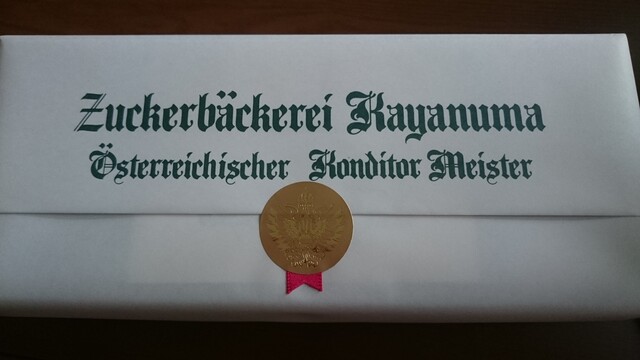 Zuckerbäckerei Kayanuma
Österreichischer Konditor Meister